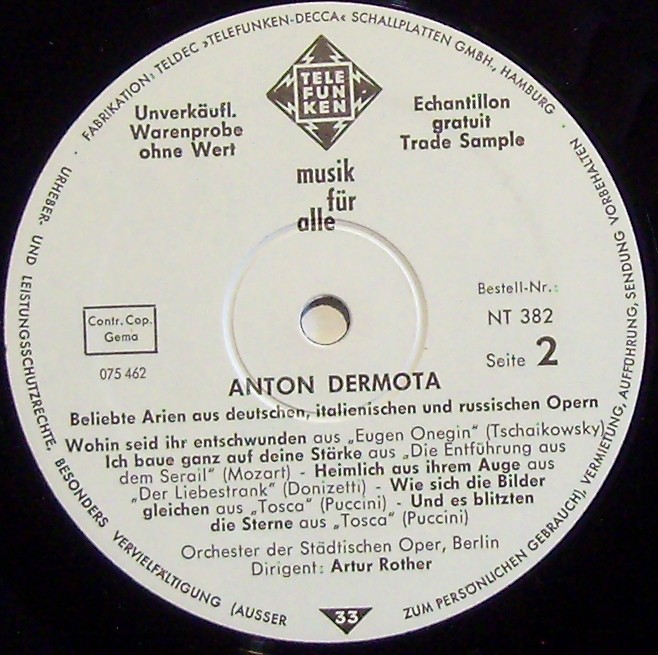 FABRIKATION: TELDEC »TELEFUNKEN-DECCA« SCHALLPLATTEN GMBH., HAMBURG ·
TELE
FUN
KEN
Unverkäufl.
Warenprobe
ohne Wert
Echantillon
gratuit
Trade Sample
musik
für
alle
Bestell-Nr.:
NT 382
Seite 2
Contr. Cop.
Gema
075 462
ANTON DERMOTA
Beliebte Arien aus deutschen, italienischen und russischen Opern
Wohin seid ihr entschwunden aus „Eugen Onegin“ (Tschaikowsky)
Ich baue ganz auf deine Stärke aus „Die Entführung aus
dem Serail“ (Mozart) - Heimlich aus ihrem Auge aus
„Der Liebestrank“ (Donizetti) - Wie sich die Bilder
gleichen aus „Tosca“ (Puccini) - Und es blitzten
die Sterne aus „Tosca“ (Puccini)
Orchester der Städtischen Oper, Berlin
Dirigent: Artur Rother
33
· URHEBER- UND LEISTUNGSSCHUTZRECHTE, BESONDERS VERVIELFÄLTIGUNG (AUSSER ZUM PERSÖNLICHEN GEBRAUCH), VERMIETUNG, AUFFÜHRUNG, SENDUNG VORBEHALTEN ·